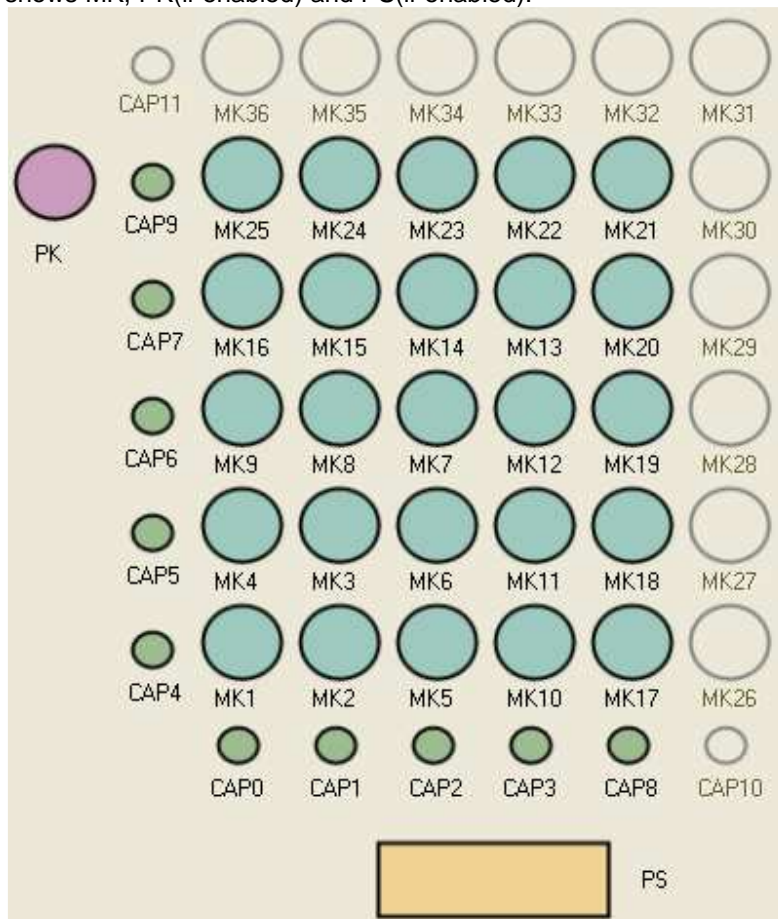 shows MK, PK(if enabled) and PS(if enabled).
CAP11 MK36 MK35 MK34 MK33 MK32 MK31
PK
CAP9 MK25 MK24 MK23 MK22 MK21 MK30
CAP7 MK16 MK15 MK14 MK13 MK20 MK29
CAP6 MK9 MK8 MK7 MK12 MK19 MK28
CAP5 MK4 MK3 MK6 MK11 MK18 MK27
CAP4 MK1 MK2 MK5 MK10 MK17 MK26
CAP0 CAP1 CAP2 CAP3 CAP8 CAP10
PS